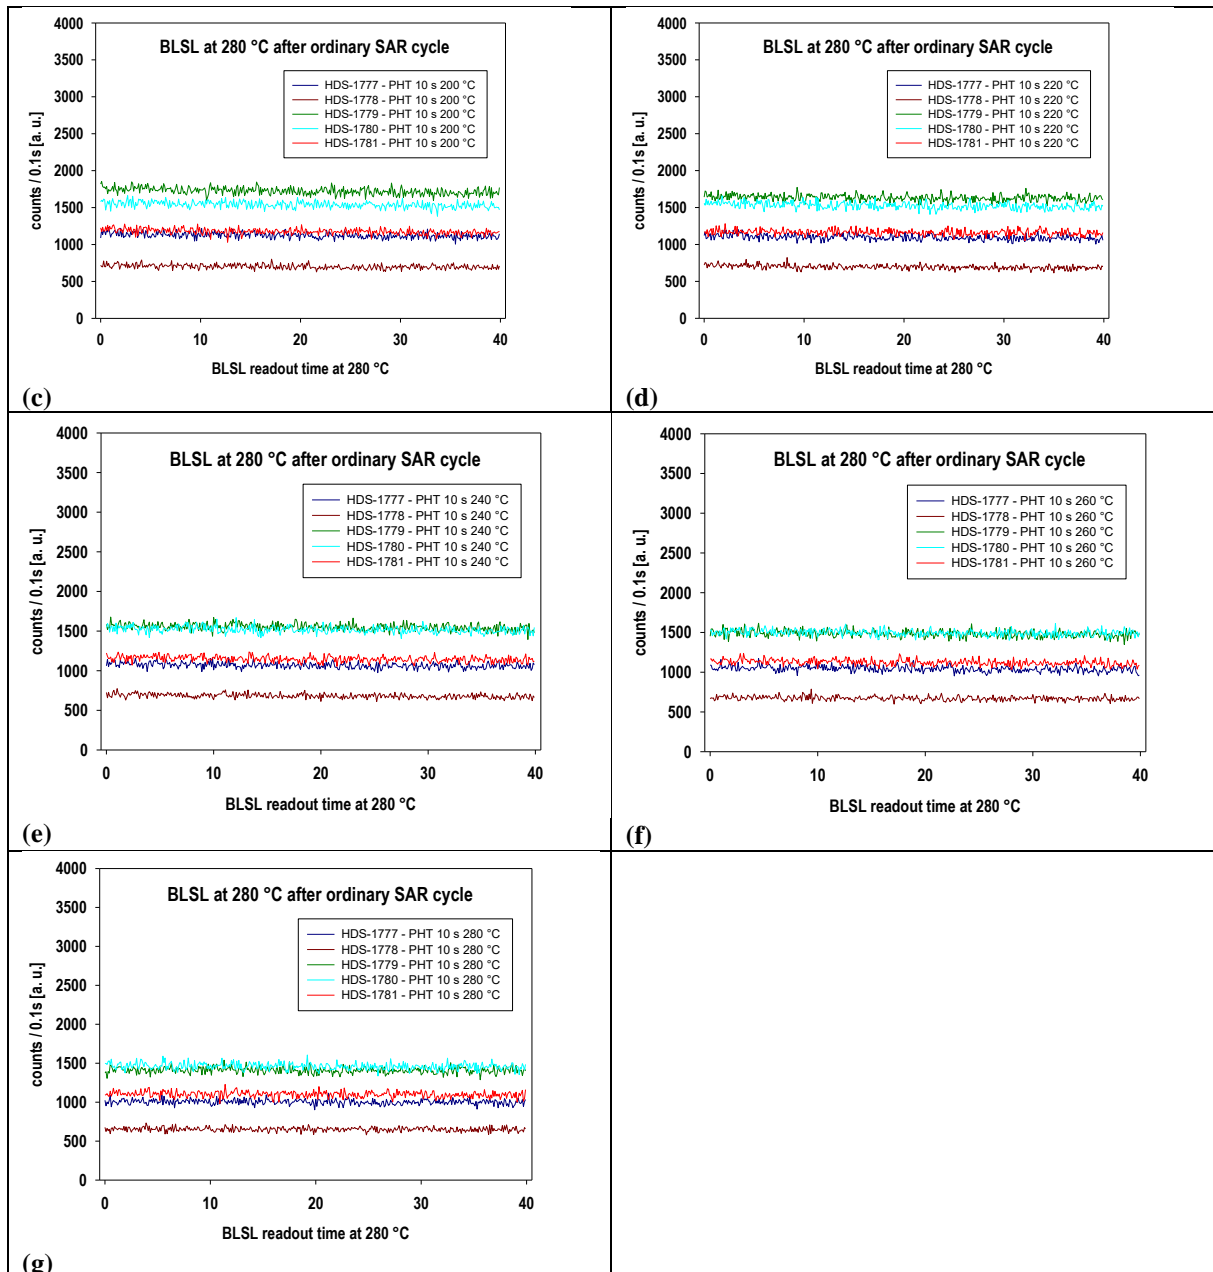 BLSL at 280 °C after ordinary SAR cycle
4000
3500
3000
2500
2000
1500
1000
500
0
counts / 0.1s [a. u.]
HDS-1777 - PHT 10 s 200 °C
HDS-1778 - PHT 10 s 200 °C
HDS-1779 - PHT 10 s 200 °C
HDS-1780 - PHT 10 s 200 °C
HDS-1781 - PHT 10 s 200 °C
0 10 20 30 40
BLSL readout time at 280 °C
(c)
BLSL at 280 °C after ordinary SAR cycle
4000
3500
3000
2500
2000
1500
1000
500
0
counts / 0.1s [a. u.]
HDS-1777 - PHT 10 s 220 °C
HDS-1778 - PHT 10 s 220 °C
HDS-1779 - PHT 10 s 220 °C
HDS-1780 - PHT 10 s 220 °C
HDS-1781 - PHT 10 s 220 °C
0 10 20 30 40
BLSL readout time at 280 °C
(d)
BLSL at 280 °C after ordinary SAR cycle
4000
3500
3000
2500
2000
1500
1000
500
0
counts / 0.1s [a. u.]
HDS-1777 - PHT 10 s 240 °C
HDS-1778 - PHT 10 s 240 °C
HDS-1779 - PHT 10 s 240 °C
HDS-1780 - PHT 10 s 240 °C
HDS-1781 - PHT 10 s 240 °C
0 10 20 30 40
BLSL readout time at 280 °C
(e)
BLSL at 280 °C after ordinary SAR cycle
4000
3500
3000
2500
2000
1500
1000
500
0
counts / 0.1s [a. u.]
HDS-1777 - PHT 10 s 260 °C
HDS-1778 - PHT 10 s 260 °C
HDS-1779 - PHT 10 s 260 °C
HDS-1780 - PHT 10 s 260 °C
HDS-1781 - PHT 10 s 260 °C
0 10 20 30 40
BLSL readout time at 280 °C
(f)
BLSL at 280 °C after ordinary SAR cycle
4000
3500
3000
2500
2000
1500
1000
500
0
counts / 0.1s [a. u.]
HDS-1777 - PHT 10 s 280 °C
HDS-1778 - PHT 10 s 280 °C
HDS-1779 - PHT 10 s 280 °C
HDS-1780 - PHT 10 s 280 °C
HDS-1781 - PHT 10 s 280 °C
0 10 20 30 40
BLSL readout time at 280 °C
(g)